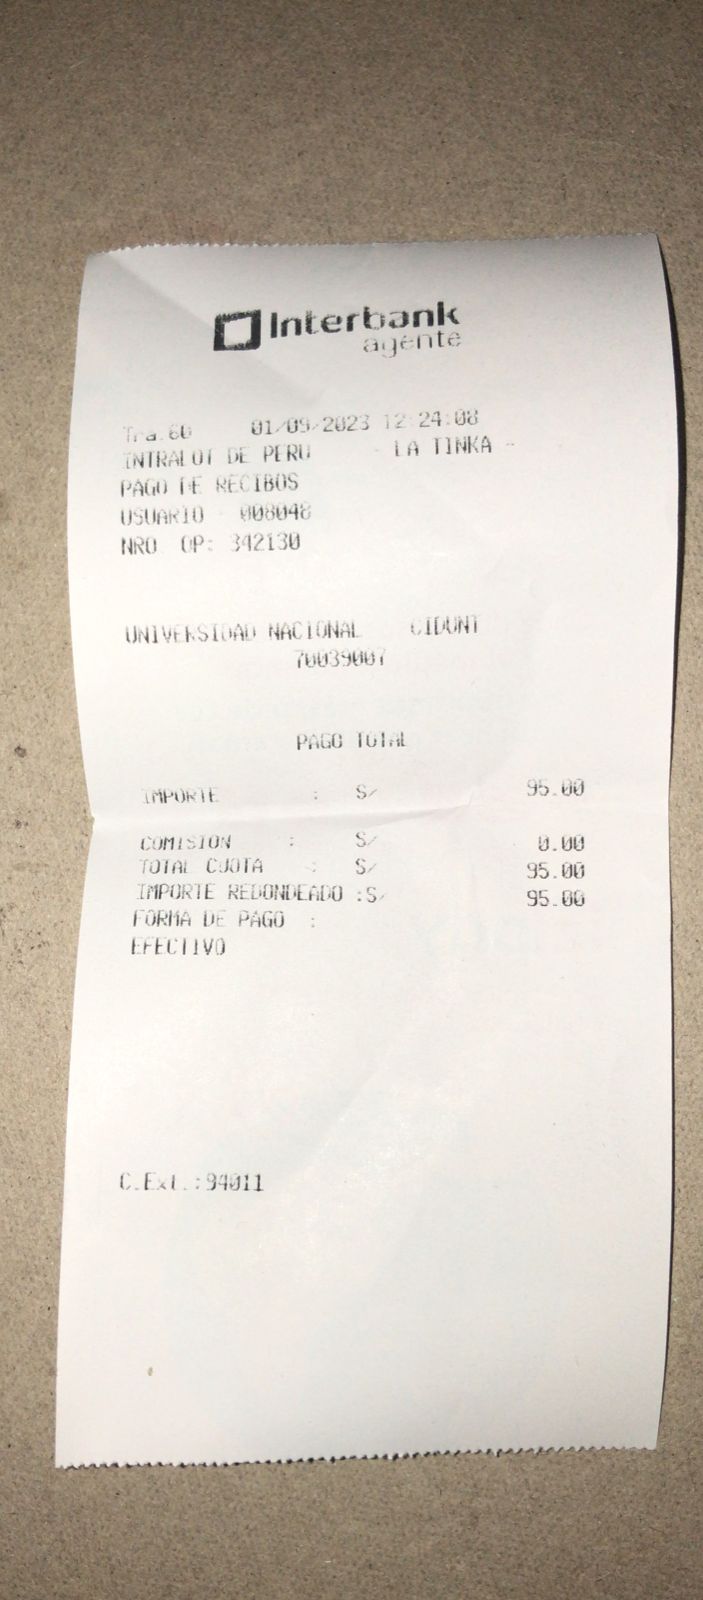 Interbank
agente
Tra.60 01/09/2023 12:24:08
INTRALOT DE PERU - LA TINKA -
PAGO DE RECIBOS
USUARIO 008048
NRO OP: 342130
UNIVERSIDAD NACIONAL CIDUNT
70039007
PAGO TOTAL
IMPORTE : S/ 95.00
COMISION : S/ 0.00
TOTAL CUOTA : S/ 95.00
IMPORTE REDONDEADO :S/ 95.00
FORMA DE PAGO :
EFECTIVO
C.Ext.:94011